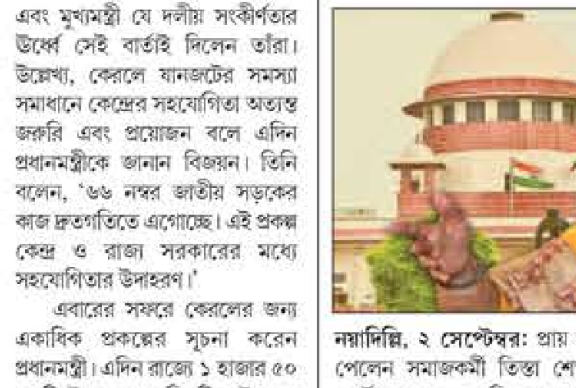 এবং মুখ্যমন্ত্রী যে দলীয় সংকীর্ণতার
ঊর্ধ্বে সেই বার্তাই দিলেন তাঁরা।
উল্লেখ্য, কেরলে যানজটের সমস্যা
সমাধানে কেন্দ্রের সহযোগিতা অত্যন্ত
জরুরি এবং প্রয়োজন বলে এদিন
প্রধানমন্ত্রীকে জানান বিজয়ন। তিনি
বলেন, ‘৬৬ নম্বর জাতীয় সড়কের
কাজ দ্রুতগতিতে এগোচ্ছে। এই প্রকল্প
কেন্দ্র ও রাজ্য সরকারের মধ্যে
সহযোগিতার উদাহরণ।’
এবারের সফরে কেরলের জন্য
একাধিক প্রকল্পের সূচনা করেন
প্রধানমন্ত্রী। এদিন রাজ্যে ১ হাজার ৫০
নয়াদিল্লি, ২ সেপ্টেম্বর: প্রায়
পেলেন সমাজকর্মী তিস্তা শে